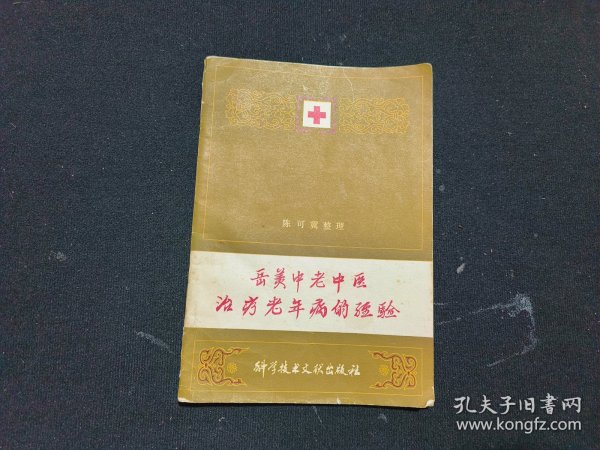 陈可冀整理
岳美中老中医
治疗老年病的经验
科学技术文献出版社
孔夫子旧书网
www.kongfz.com